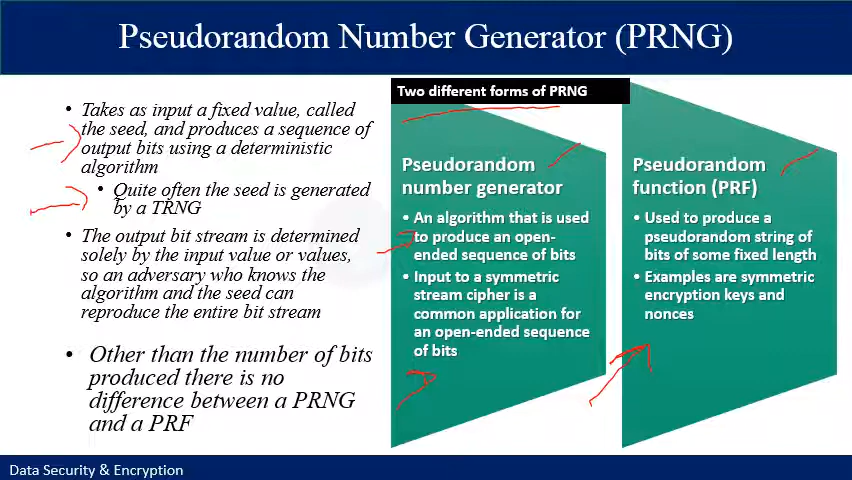 Pseudorandom Number Generator (PRNG)
• Takes as input a fixed value, called
the seed, and produces a sequence of
output bits using a deterministic
algorithm
• Quite often the seed is generated
by a TRNG
• The output bit stream is determined
solely by the input value or values,
so an adversary who knows the
algorithm and the seed can
reproduce the entire bit stream
• Other than the number of bits
produced there is no
difference between a PRNG
and a PRF
Two different forms of PRNG
Pseudorandom
number generator
• An algorithm that is used
to produce an open-
ended sequence of bits
• Input to a symmetric
stream cipher is a
common application for
an open-ended sequence
of bits
Pseudorandom
function (PRF)
• Used to produce a
pseudorandom string of
bits of some fixed length
• Examples are symmetric
encryption keys and
nonces
Data Security & Encryption